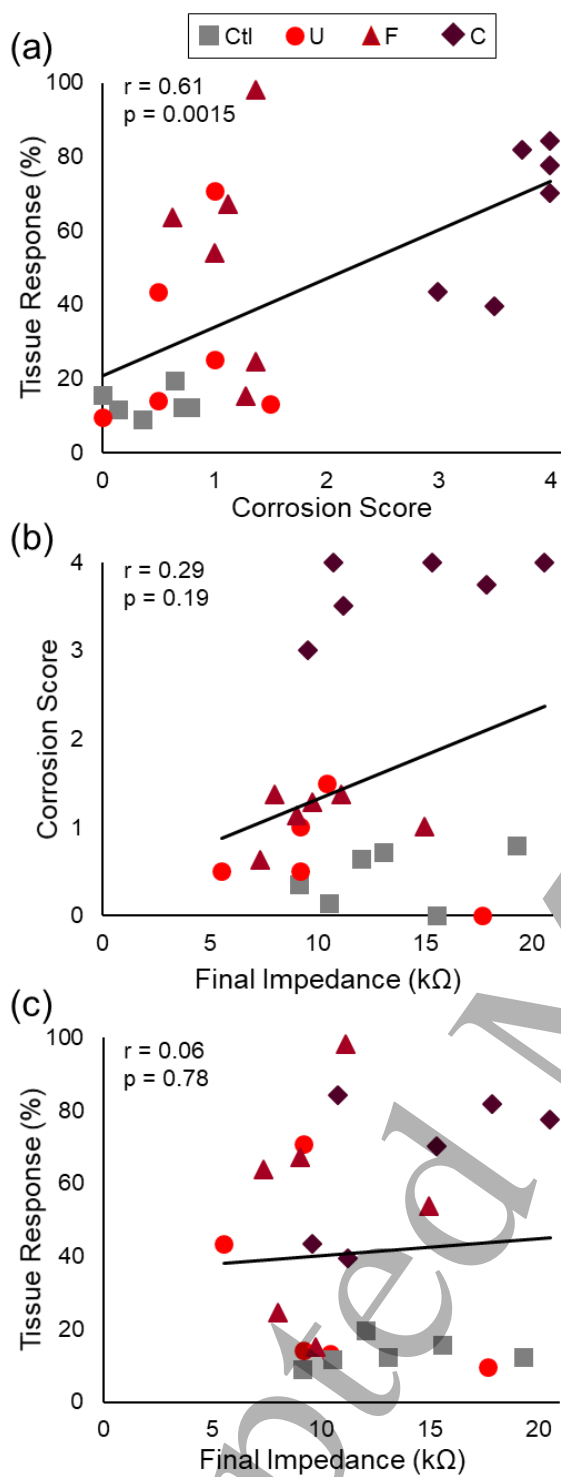 Ctl U F C
(a)
r = 0.61
p = 0.0015
100
80
60
40
20
0
Tissue Response (%)
0 1 2 3 4
Corrosion Score
(b)
r = 0.29
p = 0.19
4
3
2
1
0
Corrosion Score
0 5 10 15 20
Final Impedance (kΩ)
(c)
r = 0.06
p = 0.78
100
80
60
40
20
0
Tissue Response (%)
0 5 10 15 20
Final Impedance (kΩ)